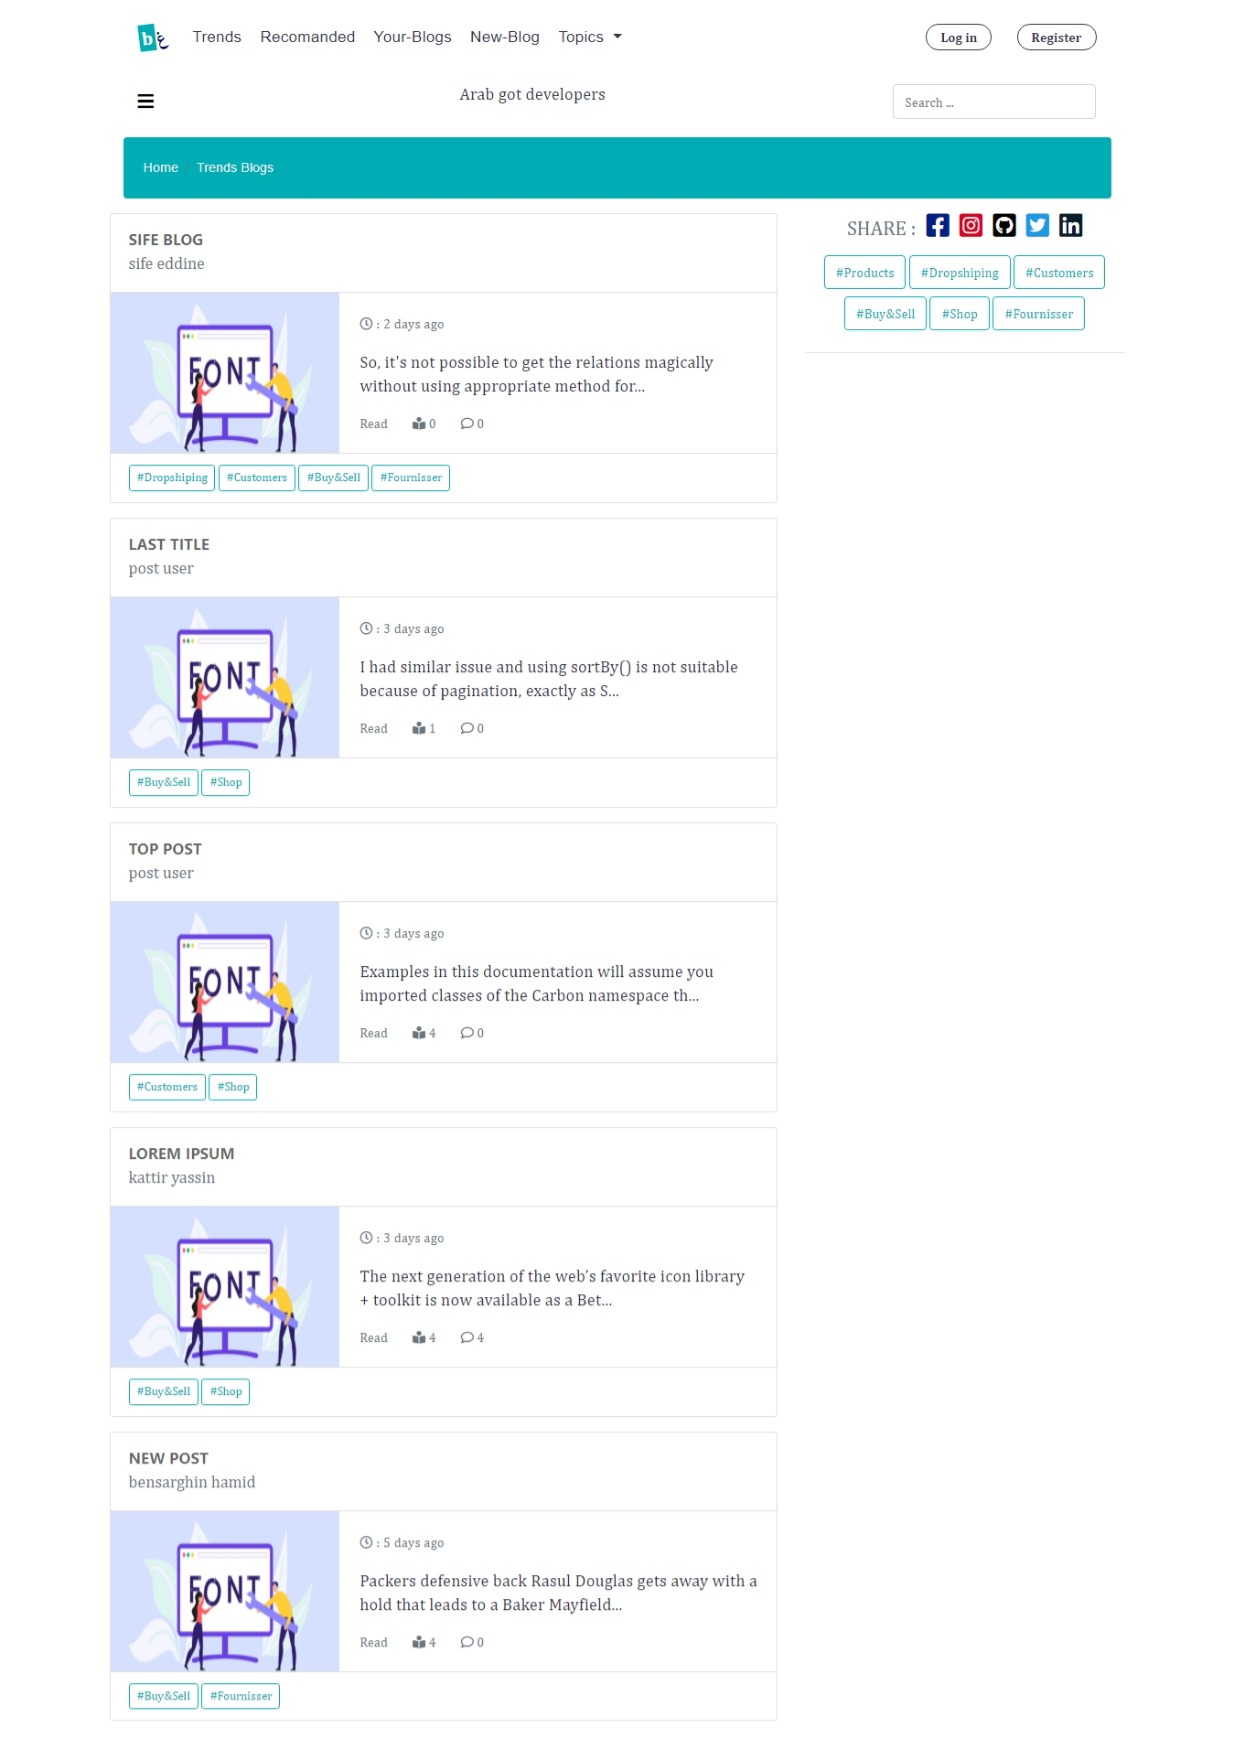 bع
Trends Recomanded Your-Blogs New-Blog Topics
Log in Register
Arab got developers
Search ...
Home / Trends Blogs
SIFE BLOG
sife eddine
FONT
: 2 days ago
So, it's not possible to get the relations magically
without using appropriate method for...
Read 0 0
#Dropshiping #Customers #Buy&Sell #Fournisser
LAST TITLE
post user
FONT
: 3 days ago
I had similar issue and using sortBy() is not suitable
because of pagination, exactly as S...
Read 1 0
#Buy&Sell #Shop
TOP POST
post user
FONT
: 3 days ago
Examples in this documentation will assume you
imported classes of the Carbon namespace th...
Read 4 0
#Customers #Shop
LOREM IPSUM
kattir yassin
FONT
: 3 days ago
The next generation of the web's favorite icon library
+ toolkit is now available as a Bet...
Read 4 4
#Buy&Sell #Shop
NEW POST
bensarghin hamid
FONT
: 5 days ago
Packers defensive back Rasul Douglas gets away with a
hold that leads to a Baker Mayfield...
Read 4 0
#Buy&Sell #Fournisser
SHARE :
#Products #Dropshiping #Customers
#Buy&Sell #Shop #Fournisser